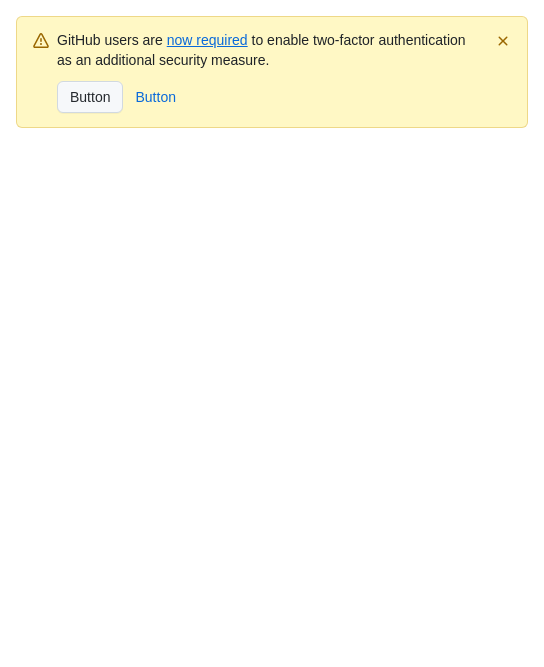 GitHub users are now required to enable two-factor authentication
as an additional security measure.
Button Button